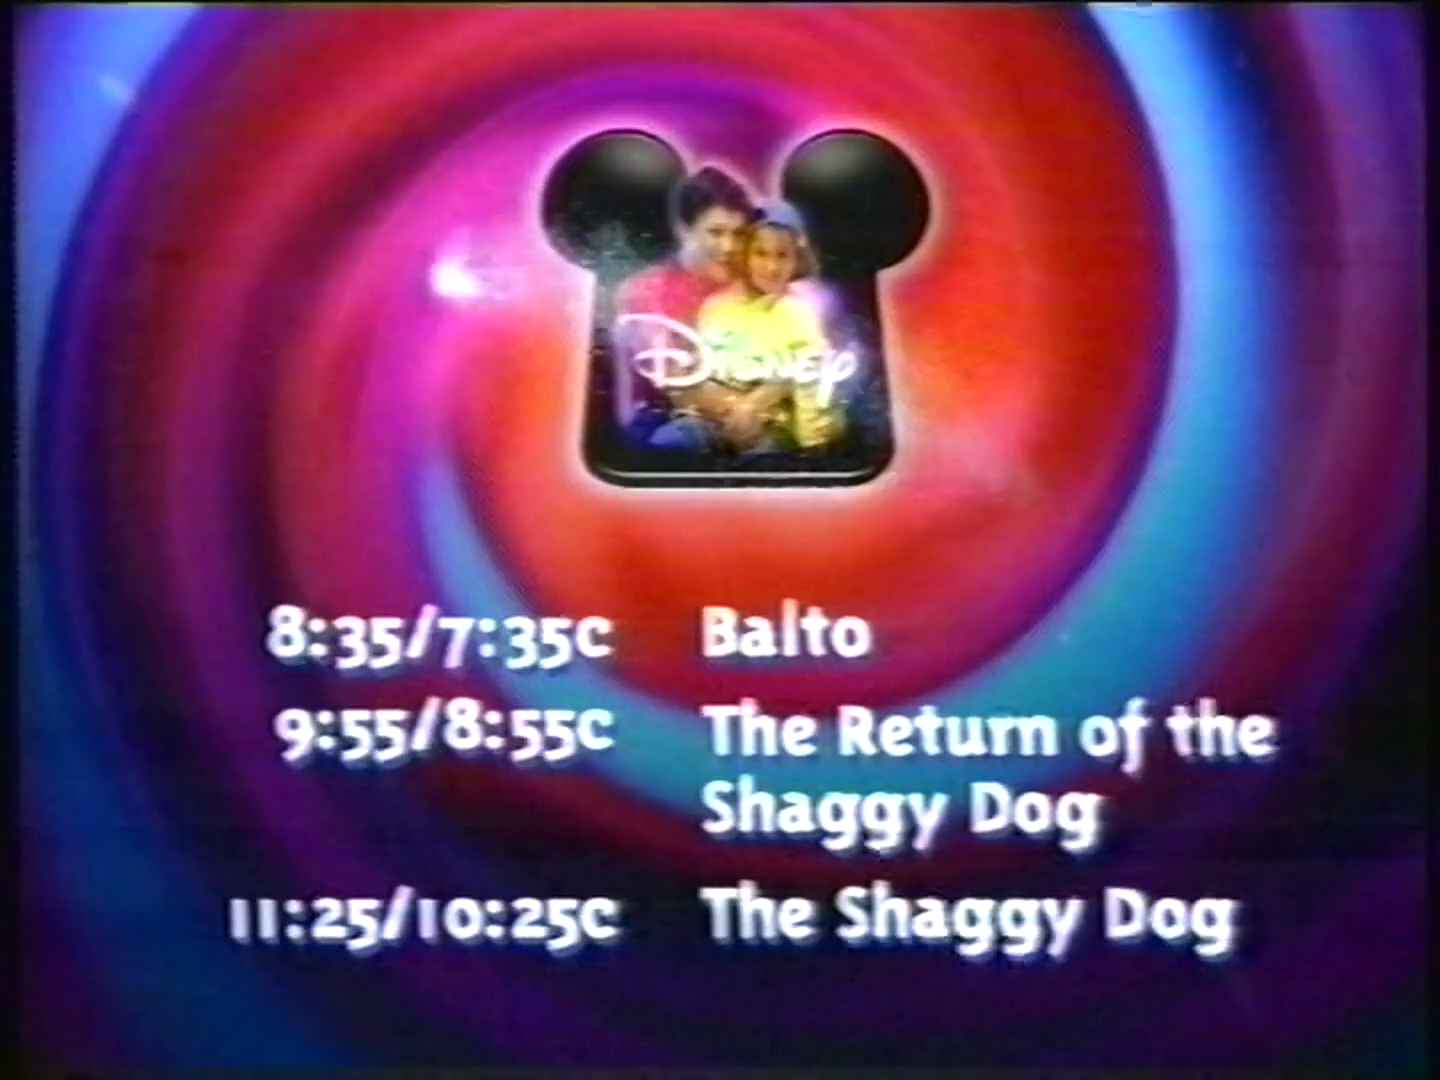 Disney
8:35/7:35c Balto
9:55/8:55c The Return of the
Shaggy Dog
11:25/10:25c The Shaggy Dog